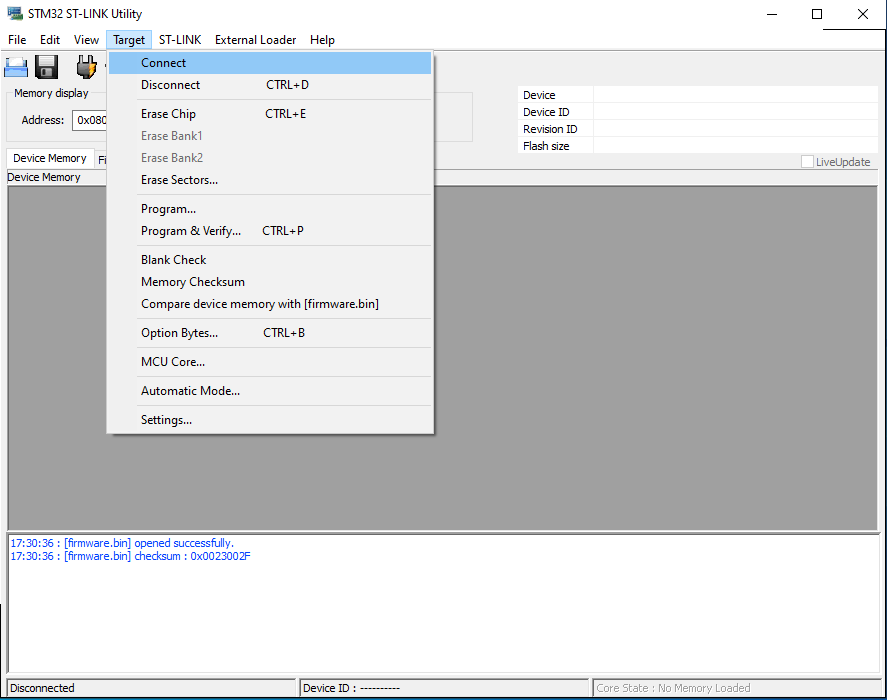 STM32 ST-LINK Utility
File Edit View Target ST-LINK External Loader Help
Connect
Disconnect CTRL+D
Erase Chip CTRL+E
Erase Bank1
Erase Bank2
Erase Sectors...
Program...
Program & Verify... CTRL+P
Blank Check
Memory Checksum
Compare device memory with [firmware.bin]
Option Bytes... CTRL+B
MCU Core...
Automatic Mode...
Settings...
Memory display
Address: 0x080
Device
Device ID
Revision ID
Flash size
LiveUpdate
Device Memory Fi
Device Memory
17:30:36 : [firmware.bin] opened successfully.
17:30:36 : [firmware.bin] checksum : 0x0023002F
Disconnected Device ID : ---------- Core State : No Memory Loaded